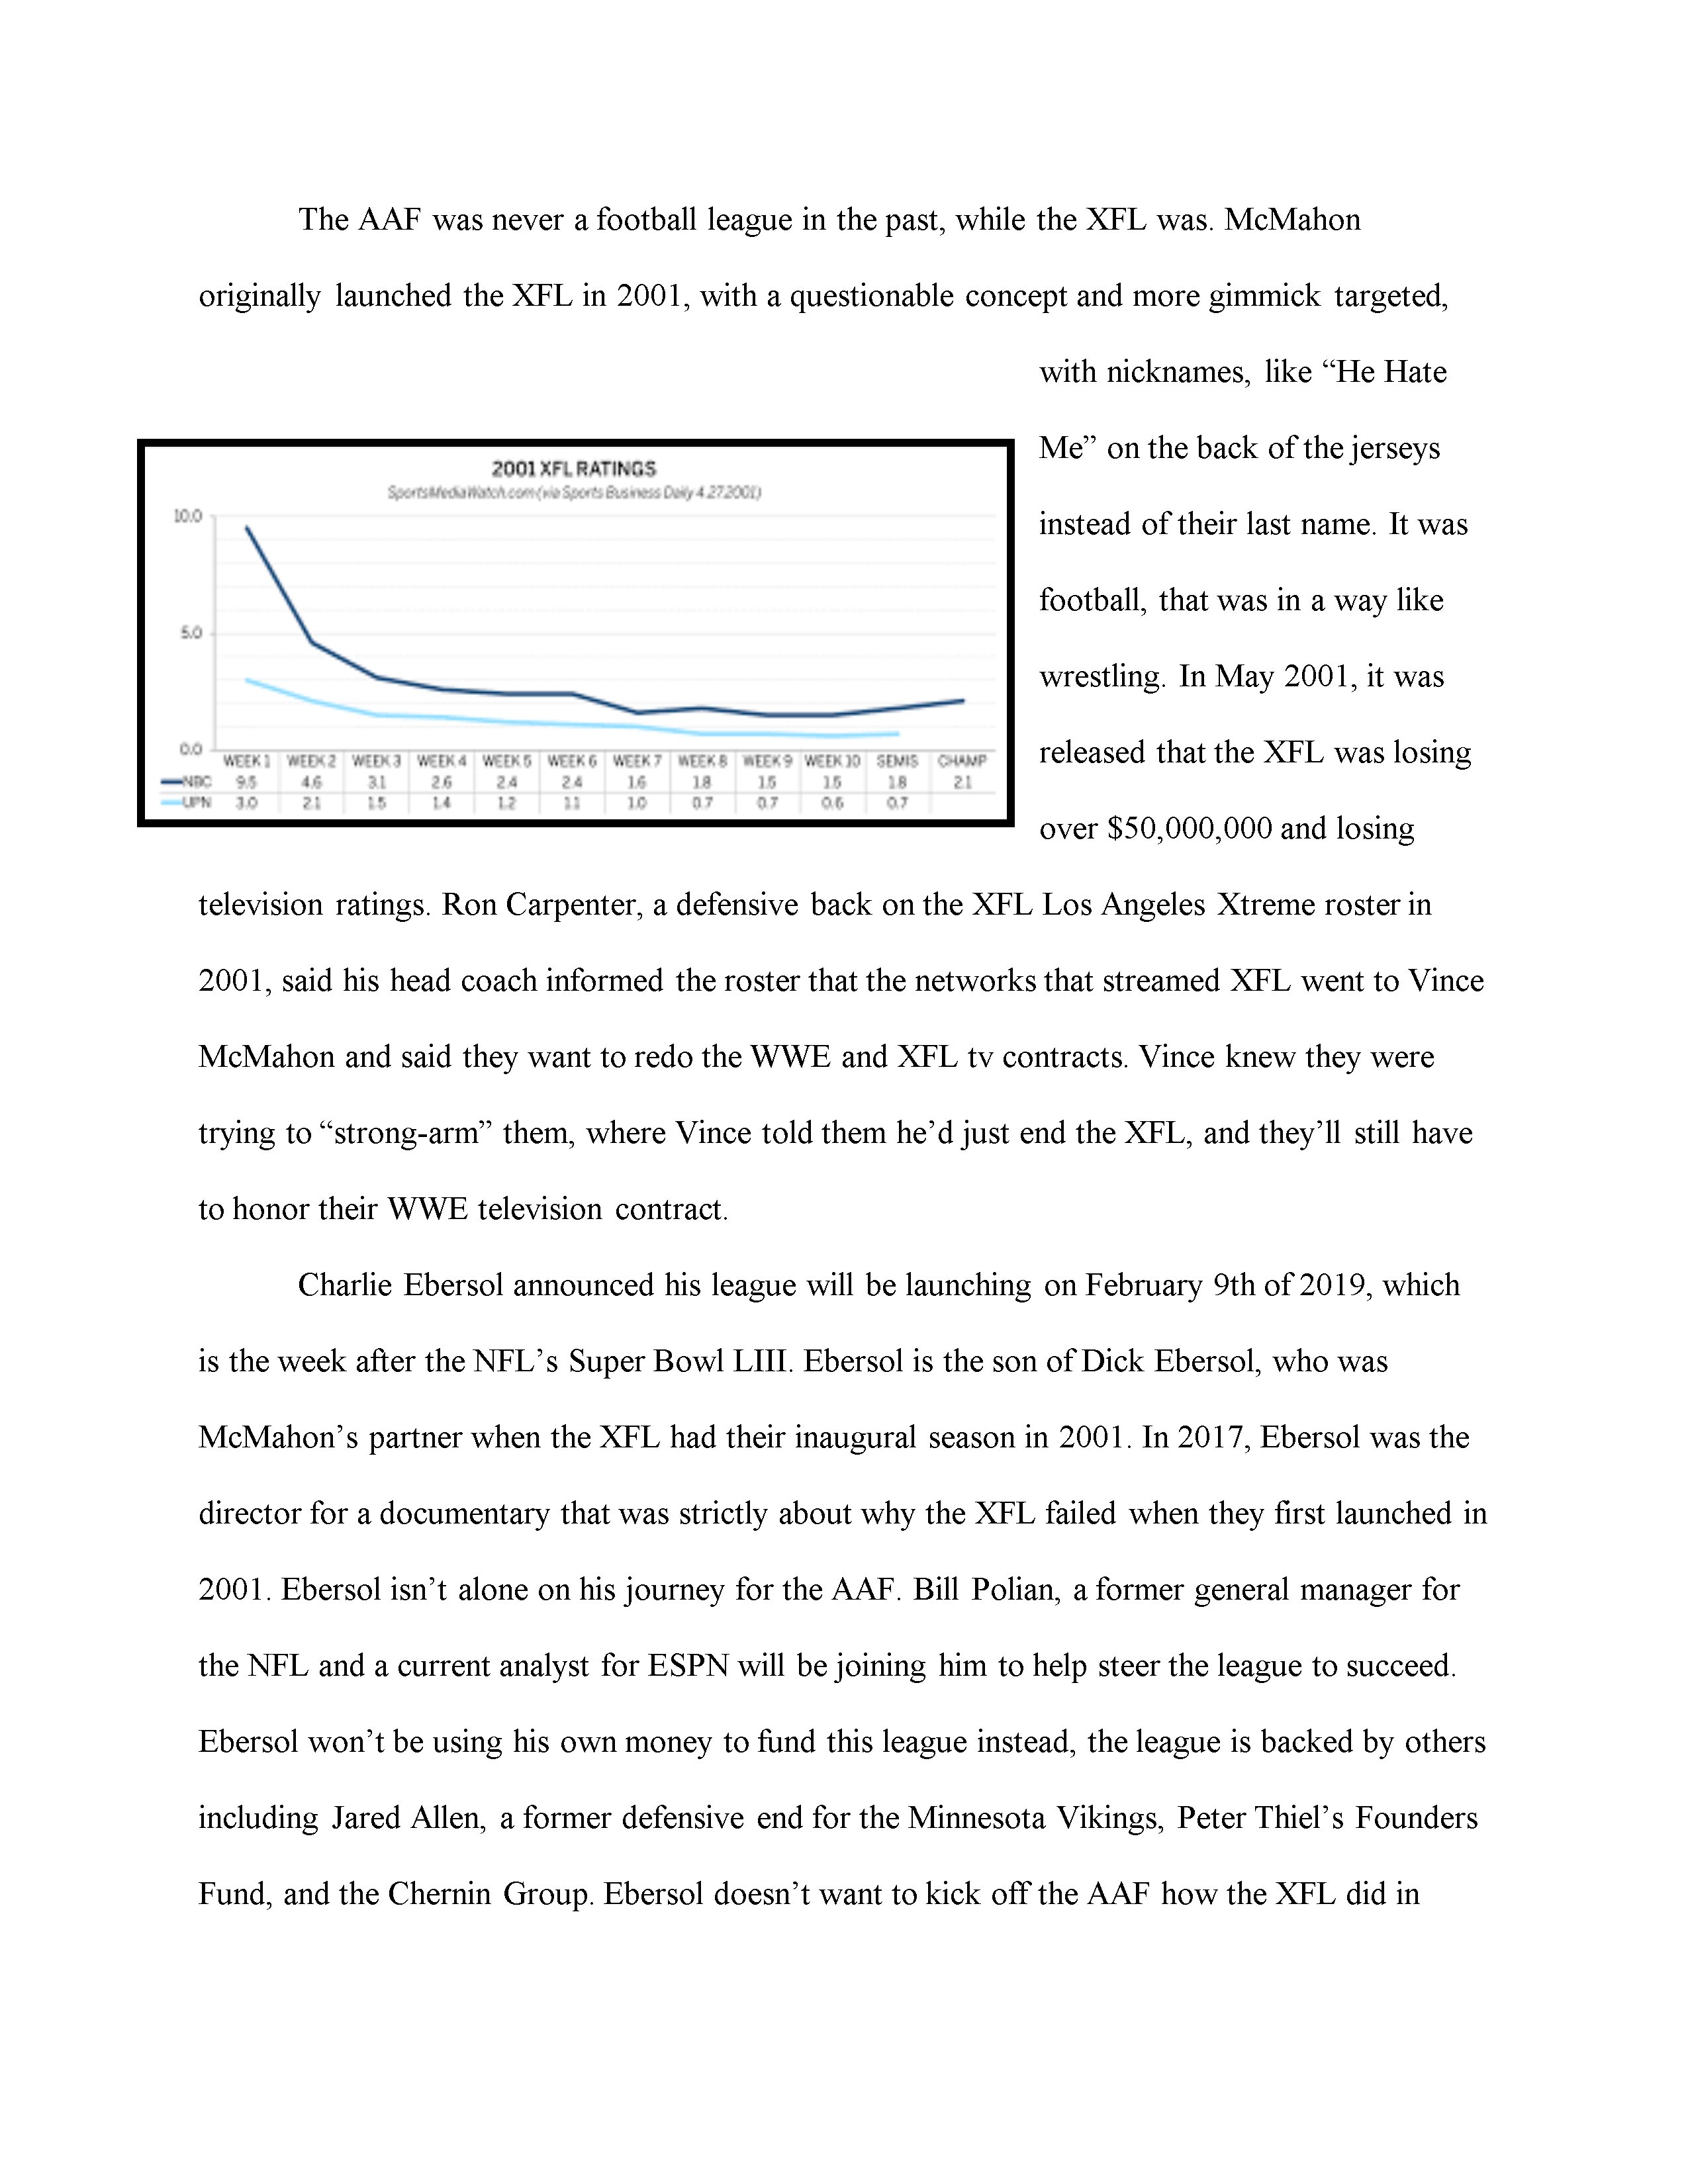 The AAF was never a football league in the past, while the XFL was. McMahon
originally launched the XFL in 2001, with a questionable concept and more gimmick targeted,
with nicknames, like “He Hate
Me” on the back of the jerseys
instead of their last name. It was
football, that was in a way like
wrestling. In May 2001, it was
released that the XFL was losing
over $50,000,000 and losing
2001 XFL RATINGS
SportsMediaWatch.com (via Sports Business Daily 4.27.2001)
10.0
5.0
0.0
WEEK 1 WEEK 2 WEEK 3 WEEK 4 WEEK 5 WEEK 6 WEEK 7 WEEK 8 WEEK 9 WEEK 10 SEMIS CHAMP
NBC 9.5 4.6 3.1 2.6 2.4 2.4 1.6 1.8 1.5 1.5 1.8 2.1
UPN 3.0 2.1 1.5 1.4 1.2 1.1 1.0 0.7 0.7 0.6 0.7
television ratings. Ron Carpenter, a defensive back on the XFL Los Angeles Xtreme roster in
2001, said his head coach informed the roster that the networks that streamed XFL went to Vince
McMahon and said they want to redo the WWE and XFL tv contracts. Vince knew they were
trying to “strong-arm” them, where Vince told them he’d just end the XFL, and they’ll still have
to honor their WWE television contract.
Charlie Ebersol announced his league will be launching on February 9th of 2019, which
is the week after the NFL’s Super Bowl LIII. Ebersol is the son of Dick Ebersol, who was
McMahon’s partner when the XFL had their inaugural season in 2001. In 2017, Ebersol was the
director for a documentary that was strictly about why the XFL failed when they first launched in
2001. Ebersol isn’t alone on his journey for the AAF. Bill Polian, a former general manager for
the NFL and a current analyst for ESPN will be joining him to help steer the league to succeed.
Ebersol won’t be using his own money to fund this league instead, the league is backed by others
including Jared Allen, a former defensive end for the Minnesota Vikings, Peter Thiel’s Founders
Fund, and the Chernin Group. Ebersol doesn’t want to kick off the AAF how the XFL did in